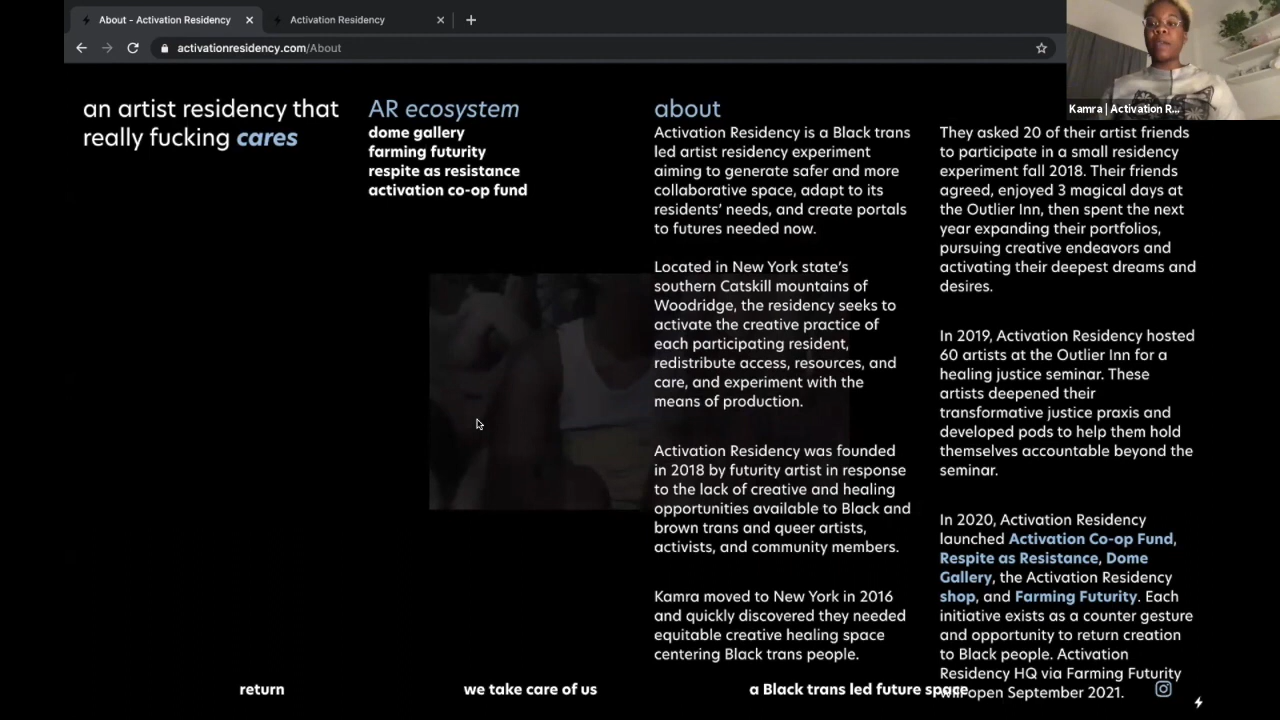 About – Activation Residency
Activation Residency
activationresidency.com/About
Kamra | Activation R...
an artist residency that
really fucking cares
AR ecosystem
dome gallery
farming futurity
respite as resistance
activation co-op fund
about
Activation Residency is a Black trans
led artist residency experiment
aiming to generate safer and more
collaborative space, adapt to its
residents' needs, and create portals
to futures needed now.
Located in New York state's
southern Catskill mountains of
Woodridge, the residency seeks to
activate the creative practice of
each participating resident,
redistribute access, resources, and
care, and experiment with the
means of production.
Activation Residency was founded
in 2018 by futurity artist in response
to the lack of creative and healing
opportunities available to Black and
brown trans and queer artists,
activists, and community members.
Kamra moved to New York in 2016
and quickly discovered they needed
equitable creative healing space
centering Black trans people.
They asked 20 of their artist friends
to participate in a small residency
experiment fall 2018. Their friends
agreed, enjoyed 3 magical days at
the Outlier Inn, then spent the next
year expanding their portfolios,
pursuing creative endeavors and
activating their deepest dreams and
desires.
In 2019, Activation Residency hosted
60 artists at the Outlier Inn for a
healing justice seminar. These
artists deepened their
transformative justice praxis and
developed pods to help them hold
themselves accountable beyond the
seminar.
In 2020, Activation Residency
launched Activation Co-op Fund,
Respite as Resistance, Dome
Gallery, the Activation Residency
shop, and Farming Futurity. Each
initiative exists as a counter gesture
and opportunity to return creation
to Black people. Activation
Residency HQ via Farming Futurity
will open September 2021.
return
we take care of us
a Black trans led future space